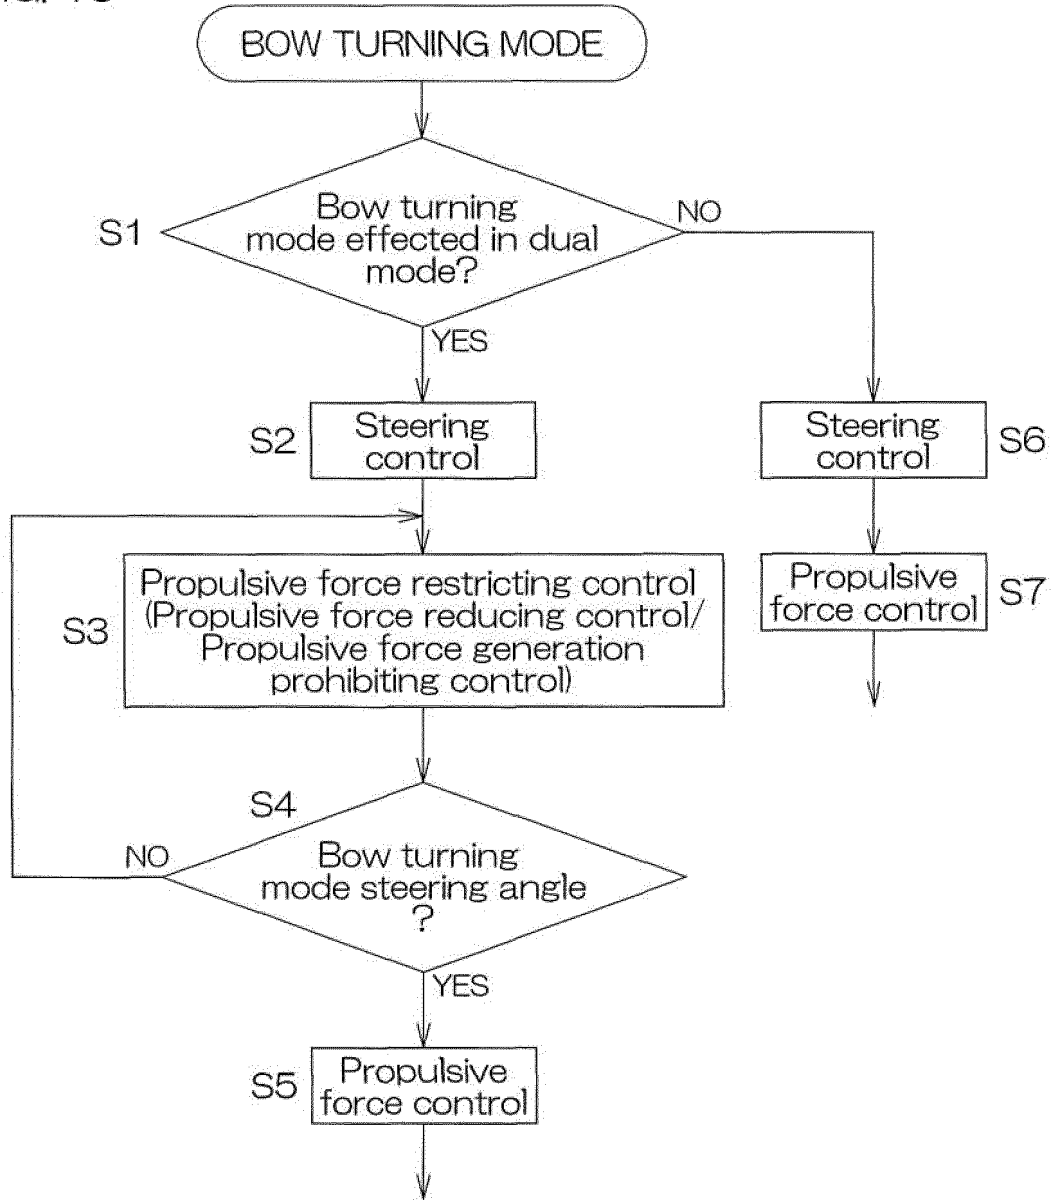 BOW TURNING MODE
S1
Bow turning
mode effected in dual
mode?
NO
YES
S2
Steering
control
Steering
control
S6
S3
Propulsive force restricting control
(Propulsive force reducing control/
Propulsive force generation
prohibiting control)
Propulsive
force control
S7
S4
Bow turning
mode steering angle
?
NO
YES
S5
Propulsive
force control